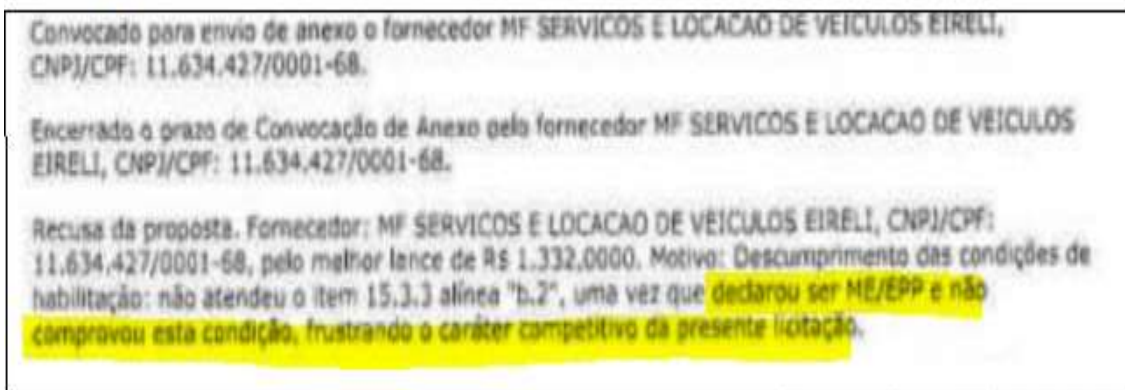 Convocado para envio de anexo o fornecedor MF SERVICOS E LOCACAO DE VEICULOS EIRELI,
CNPJ/CPF: 11.634.427/0001-68.
Encerrado o prazo de Convocação de Anexo pelo fornecedor MF SERVICOS E LOCACAO DE VEICULOS
EIRELI, CNPJ/CPF: 11.634.427/0001-68.
Recusa da proposta. Fornecedor: MF SERVICOS E LOCACAO DE VEICULOS EIRELI, CNPJ/CPF:
11.634.427/0001-68, pelo melhor lance de R$ 1.332,0000. Motivo: Descumprimento das condições de
habilitação: não atendeu o item 15.3.3 alínea "b.2", uma vez que declarou ser ME/EPP e não
comprovou esta condição, frustrando o caráter competitivo da presente licitação.